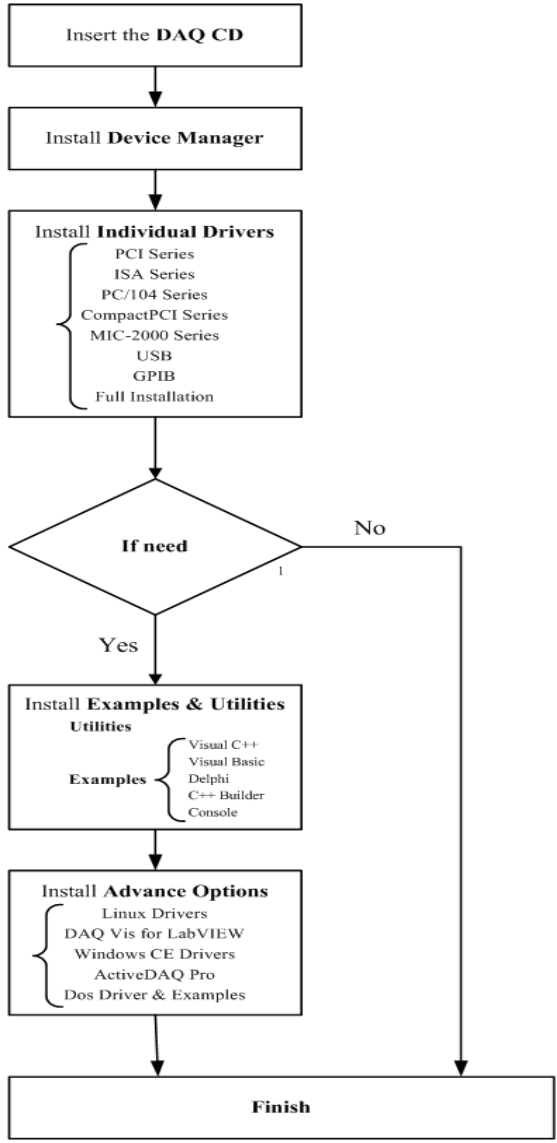 Insert the DAQ CD
Install Device Manager
Install Individual Drivers
PCI Series
ISA Series
PC/104 Series
CompactPCI Series
MIC-2000 Series
USB
GPIB
Full Installation
If need
No
1
Yes
Install Examples & Utilities
Utilities
Examples
Visual C++
Visual Basic
Delphi
C++ Builder
Console
Install Advance Options
Linux Drivers
DAQ Vis for LabVIEW
Windows CE Drivers
ActiveDAQ Pro
Dos Driver & Examples
Finish